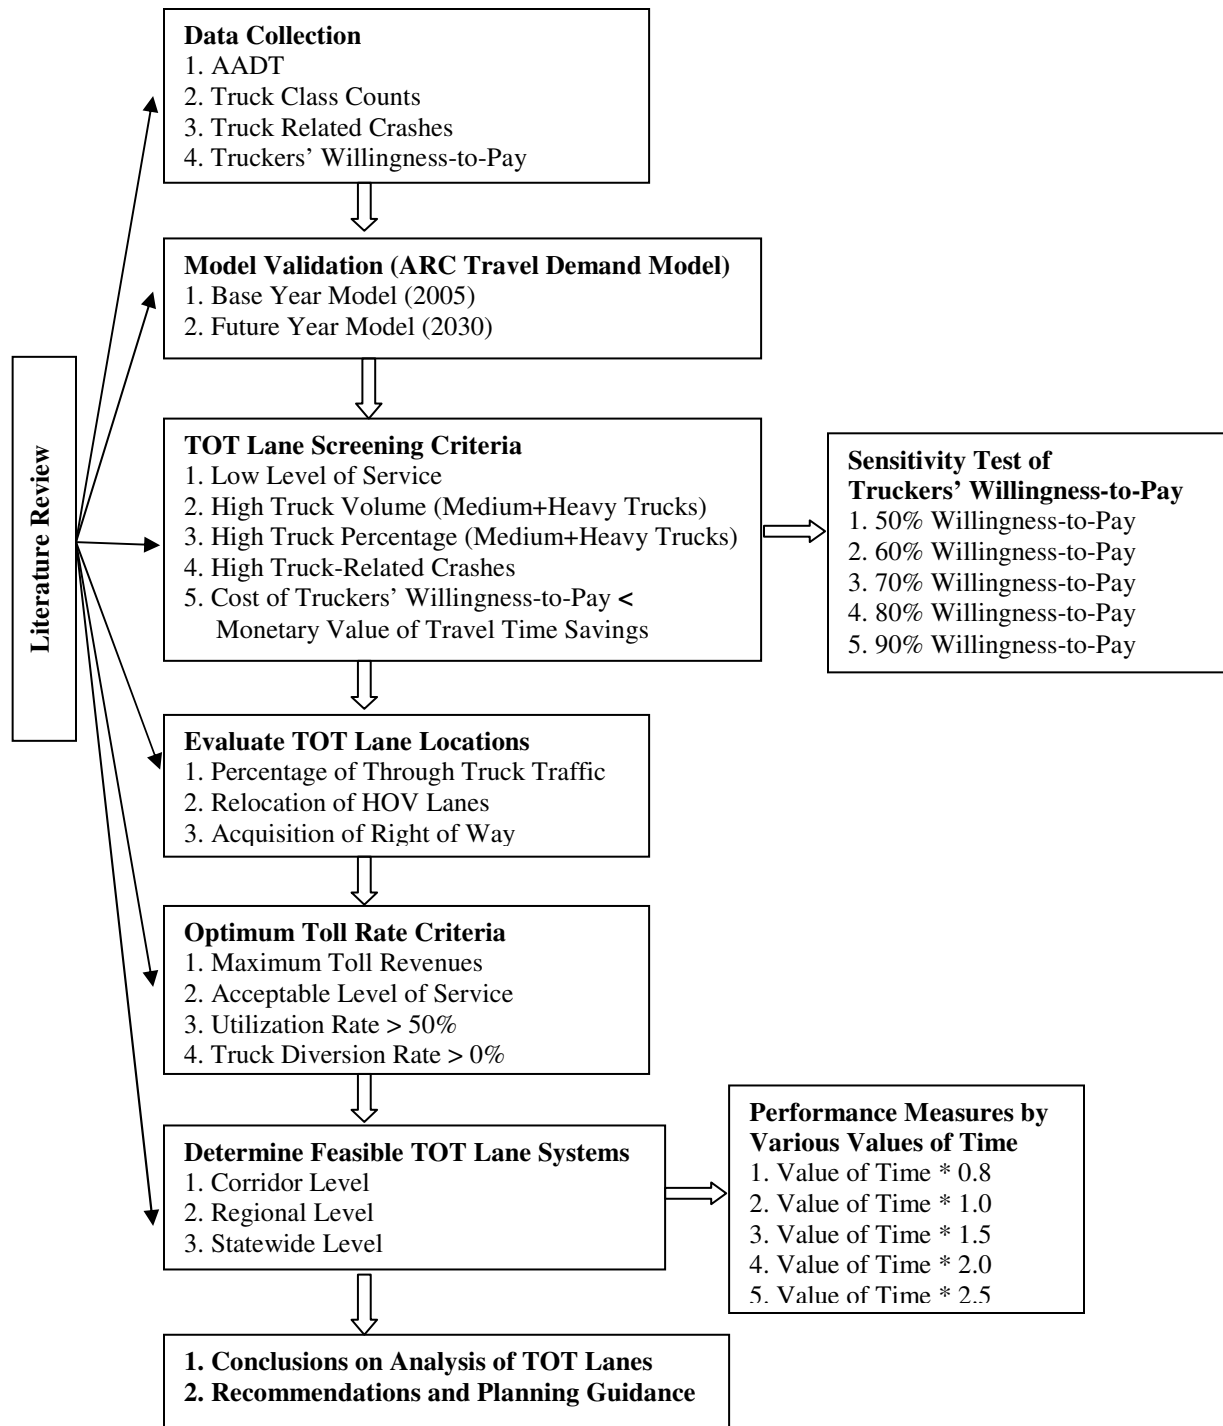 Literature Review
Data Collection
1. AADT
2. Truck Class Counts
3. Truck Related Crashes
4. Truckers’ Willingness-to-Pay
Model Validation (ARC Travel Demand Model)
1. Base Year Model (2005)
2. Future Year Model (2030)
TOT Lane Screening Criteria
1. Low Level of Service
2. High Truck Volume (Medium+Heavy Trucks)
3. High Truck Percentage (Medium+Heavy Trucks)
4. High Truck-Related Crashes
5. Cost of Truckers’ Willingness-to-Pay <
Monetary Value of Travel Time Savings
Sensitivity Test of
Truckers’ Willingness-to-Pay
1. 50% Willingness-to-Pay
2. 60% Willingness-to-Pay
3. 70% Willingness-to-Pay
4. 80% Willingness-to-Pay
5. 90% Willingness-to-Pay
Evaluate TOT Lane Locations
1. Percentage of Through Truck Traffic
2. Relocation of HOV Lanes
3. Acquisition of Right of Way
Optimum Toll Rate Criteria
1. Maximum Toll Revenues
2. Acceptable Level of Service
3. Utilization Rate > 50%
4. Truck Diversion Rate > 0%
Determine Feasible TOT Lane Systems
1. Corridor Level
2. Regional Level
3. Statewide Level
Performance Measures by
Various Values of Time
1. Value of Time * 0.8
2. Value of Time * 1.0
3. Value of Time * 1.5
4. Value of Time * 2.0
5. Value of Time * 2.5
1. Conclusions on Analysis of TOT Lanes
2. Recommendations and Planning Guidance